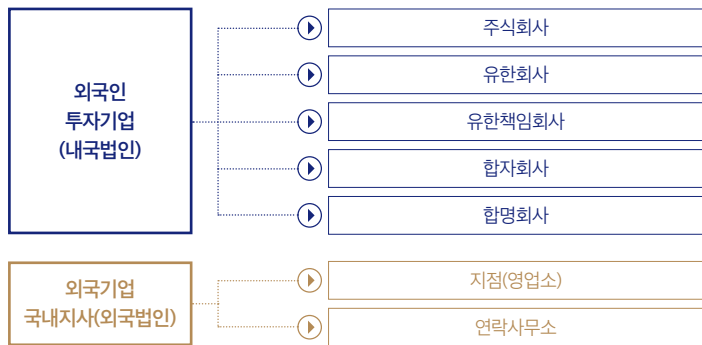 외국인
투자기업
(내국법인)
주식회사
유한회사
유한책임회사
합자회사
합명회사
외국기업
국내지사(외국법인)
지점(영업소)
연락사무소